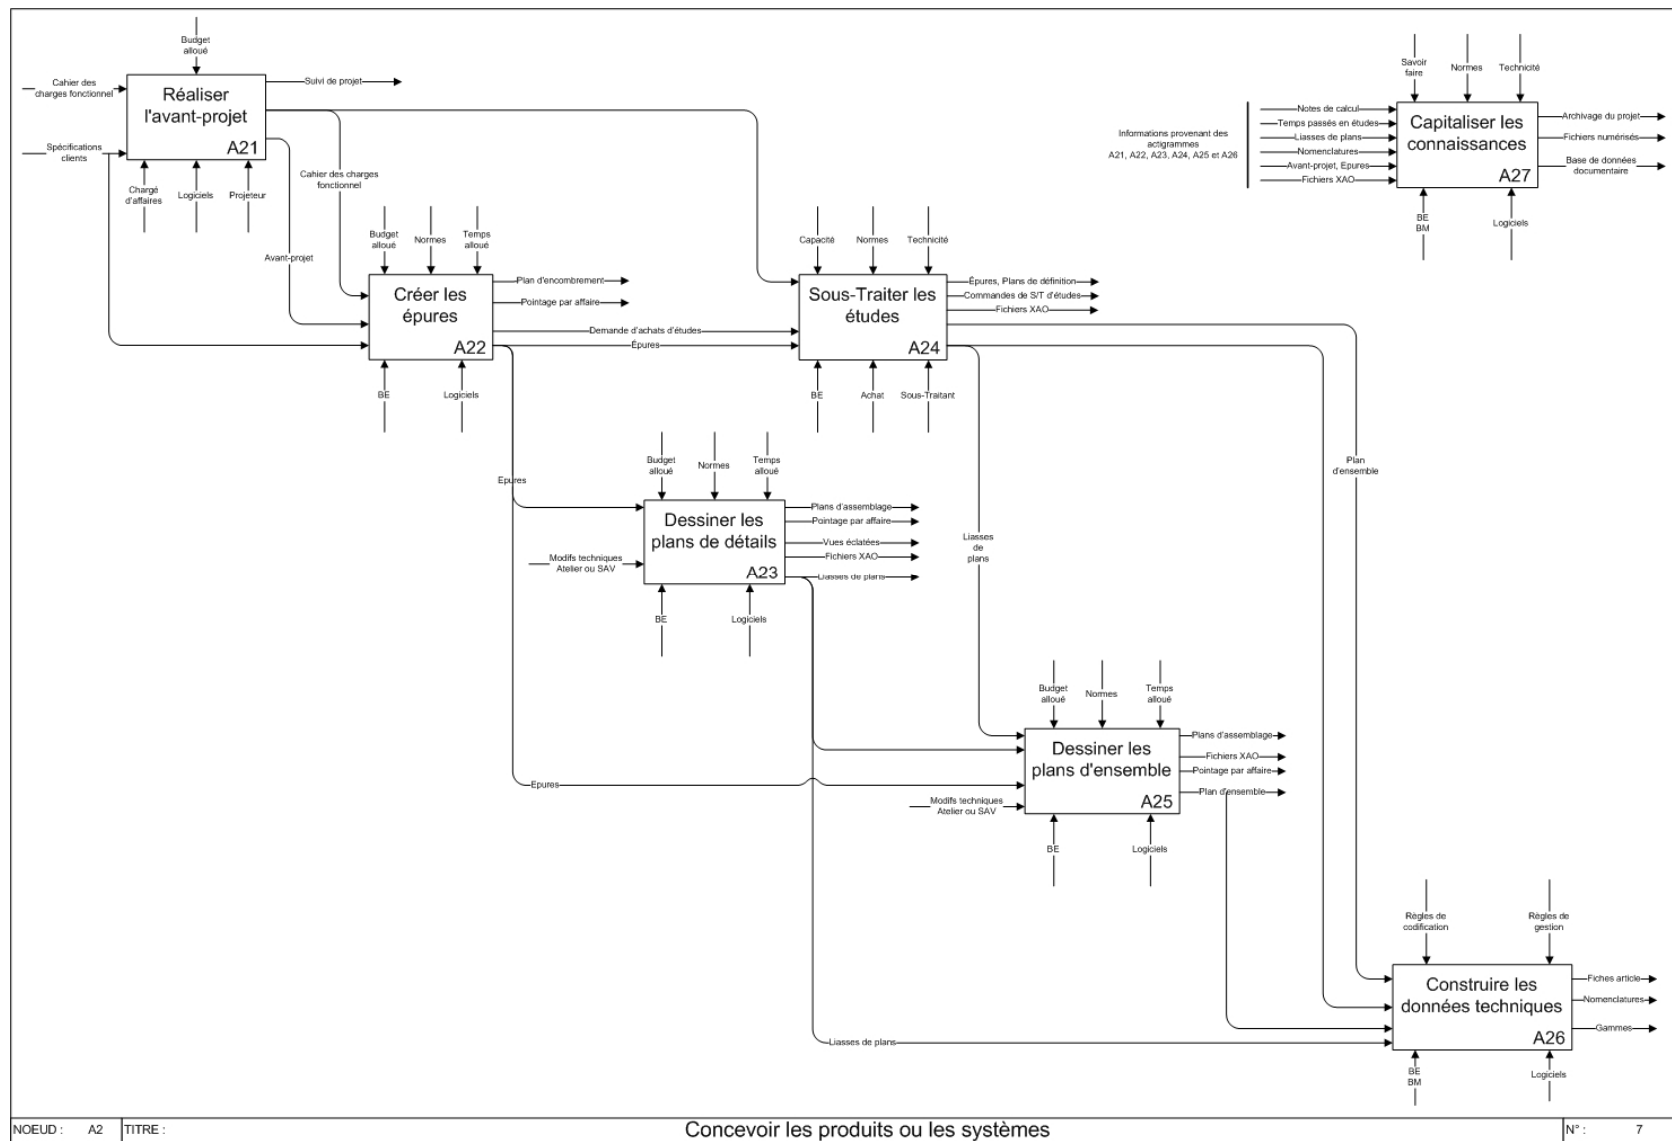 Budget
alloué
Cahier des
charges fonctionnel
Suivi de projet
Réaliser
l'avant-projet
A21
Spécifications
clients
Chargé
d'affaires
Logiciels
Projeteur
Cahier des charges
fonctionnel
Avant-projet
Savoir
faire
Normes
Technicité
Informations provenant des
actigrammes
A21, A22, A23, A24, A25 et A26
Notes de calcul
Temps passés en études
Liasses de plans
Nomenclatures
Avant-projet, Epures
Fichiers XAO
Capitaliser les
connaissances
A27
Archivage du projet
Fichiers numérisés
Base de données
documentaire
BE
BM
Logiciels
Budget
alloué
Normes
Temps
alloué
Créer les
épures
A22
Plan d'encombrement
Pointage par affaire
Demande d'achats d'études
Épures
BE
Logiciels
Capacité
Normes
Technicité
Sous-Traiter les
études
A24
Épures, Plans de définition
Commandes de S/T d'études
Fichiers XAO
BE
Achat
Sous-Traitant
Plan
d'ensemble
Liasses
de
plans
Epures
Budget
alloué
Normes
Temps
alloué
Dessiner les
plans de détails
A23
Modifs techniques
Atelier ou SAV
Plans d'assemblage
Pointage par affaire
Vues éclatées
Fichiers XAO
Liasses de plans
BE
Logiciels
Budget
alloué
Normes
Temps
alloué
Dessiner les
plans d'ensemble
A25
Epures
Modifs techniques
Atelier ou SAV
Plans d'assemblage
Fichiers XAO
Pointage par affaire
Plan d'ensemble
BE
Logiciels
Règles de
codification
Règles de
gestion
Construire les
données techniques
A26
Liasses de plans
Fiches article
Nomenclatures
Gammes
BE
BM
Logiciels
NOEUD : A2 TITRE : Concevoir les produits ou les systèmes N° : 7